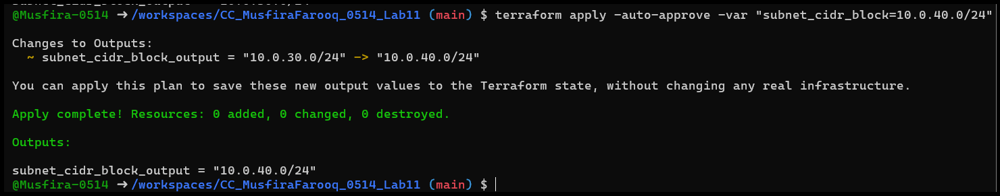 @Musfira-0514 ➜ /workspaces/CC_MusfiraFarooq_0514_Lab11 (main) $ terraform apply -auto-approve -var "subnet_cidr_block=10.0.40.0/24"
Changes to Outputs:
~ subnet_cidr_block_output = "10.0.30.0/24" -> "10.0.40.0/24"
You can apply this plan to save these new output values to the Terraform state, without changing any real infrastructure.
Apply complete! Resources: 0 added, 0 changed, 0 destroyed.
Outputs:
subnet_cidr_block_output = "10.0.40.0/24"
@Musfira-0514 ➜ /workspaces/CC_MusfiraFarooq_0514_Lab11 (main) $